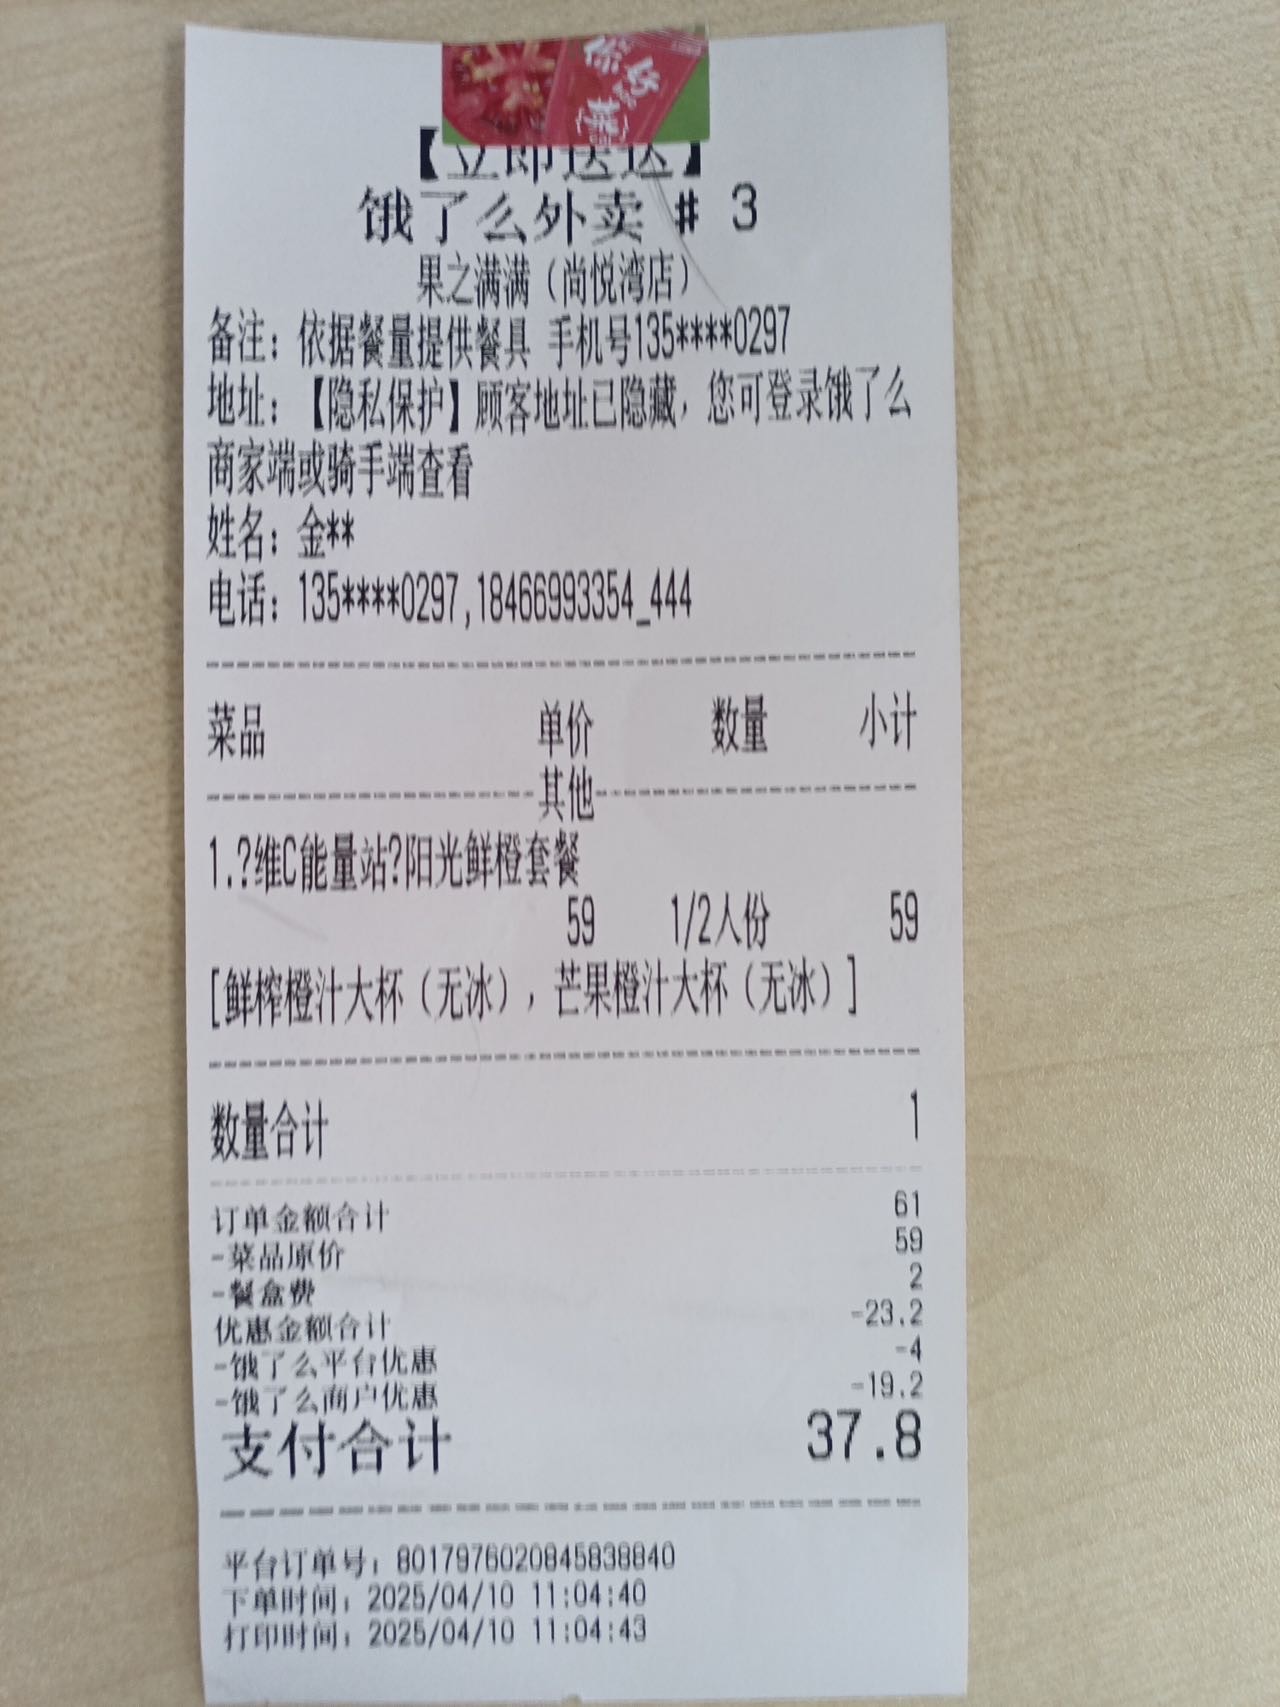 你好
【立即送达】
饿了么外卖 # 3
果之满满（尚悦湾店）
备注：依据餐量提供餐具 手机号135****0297
地址：【隐私保护】顾客地址已隐藏，您可登录饿了么
商家端或骑手端查看
姓名：金**
电话：135****0297,18466993354_444
菜品 单价 数量 小计
其他
1.?维C能量站?阳光鲜橙套餐
59 1/2人份 59
[鲜榨橙汁大杯（无冰），芒果橙汁大杯（无冰）]
数量合计 1
订单金额合计 61
-菜品原价 59
-餐盒费 2
优惠金额合计 -23.2
-饿了么平台优惠 -4
-饿了么商户优惠 -19.2
支付合计 37.8
平台订单号：8017976020845838840
下单时间：2025/04/10 11:04:40
打印时间：2025/04/10 11:04:43